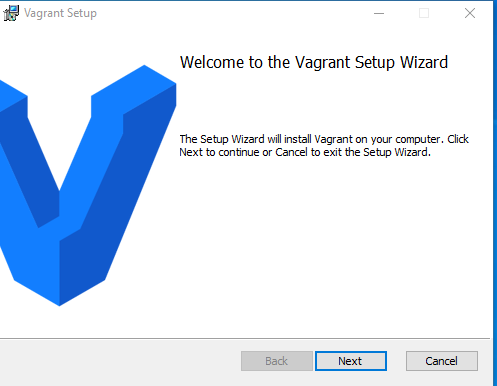 Vagrant Setup
Welcome to the Vagrant Setup Wizard
The Setup Wizard will install Vagrant on your computer. Click
Next to continue or Cancel to exit the Setup Wizard.
Back
Next
Cancel